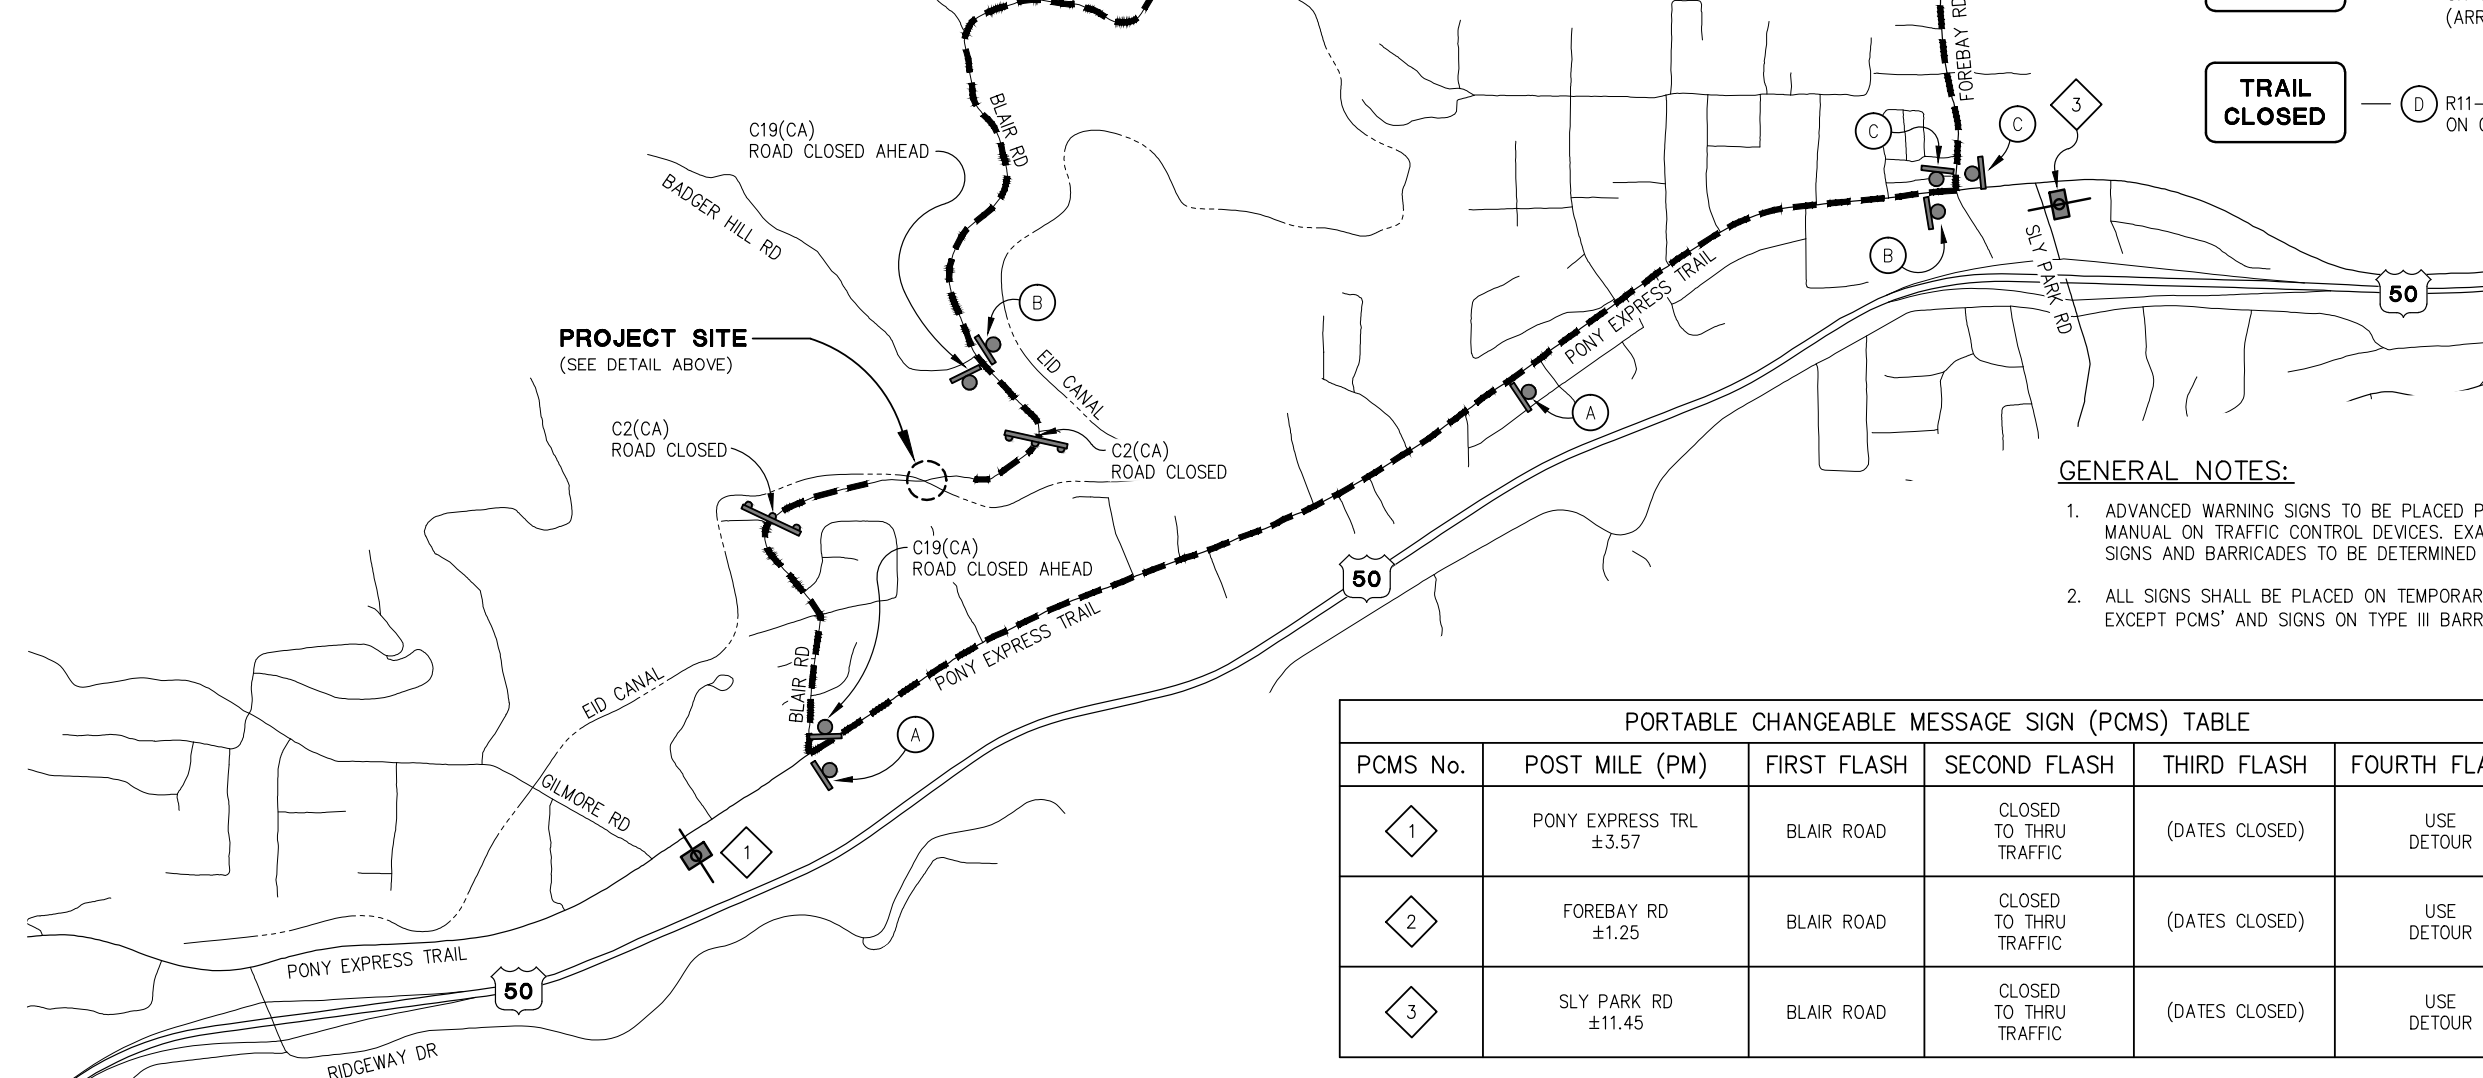 (ARR
FOREBAY RD
TRAIL
CLOSED
D
R11-
ON
3
C
C
B
BLAIR RD
C19(CA)
ROAD CLOSED AHEAD
BADGER HILL RD
SLY PARK RD
50
PROJECT SITE
(SEE DETAIL ABOVE)
B
EID CANAL
PONY EXPRESS TRAIL
A
C2(CA)
ROAD CLOSED
C2(CA)
ROAD CLOSED
C19(CA)
ROAD CLOSED AHEAD
50
GENERAL NOTES:
1. ADVANCED WARNING SIGNS TO BE PLACED P
MANUAL ON TRAFFIC CONTROL DEVICES. EXA
SIGNS AND BARRICADES TO BE DETERMINED
2. ALL SIGNS SHALL BE PLACED ON TEMPORAR
EXCEPT PCMS' AND SIGNS ON TYPE III BARR
PONY EXPRESS TRAIL
BLAIR RD
EID CANAL
A
GILMORE RD
1
PONY EXPRESS TRAIL
50
RIDGEWAY DR
PORTABLE CHANGEABLE MESSAGE SIGN (PCMS) TABLE
PCMS No. POST MILE (PM) FIRST FLASH SECOND FLASH THIRD FLASH FOURTH FLA
1 PONY EXPRESS TRL
±3.57
BLAIR ROAD
CLOSED
TO THRU
TRAFFIC
(DATES CLOSED)
USE
DETOUR
2 FOREBAY RD
±1.25
BLAIR ROAD
CLOSED
TO THRU
TRAFFIC
(DATES CLOSED)
USE
DETOUR
3 SLY PARK RD
±11.45
BLAIR ROAD
CLOSED
TO THRU
TRAFFIC
(DATES CLOSED)
USE
DETOUR